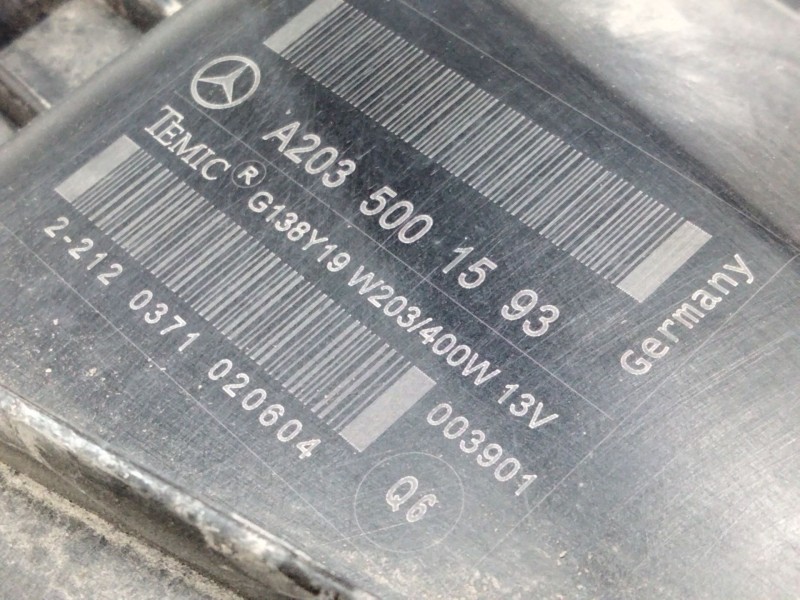 A203 500 15 93
TEMIC® G138Y19 W203/400W 13V
2-212 0371 020604
003901
Q6
Germany